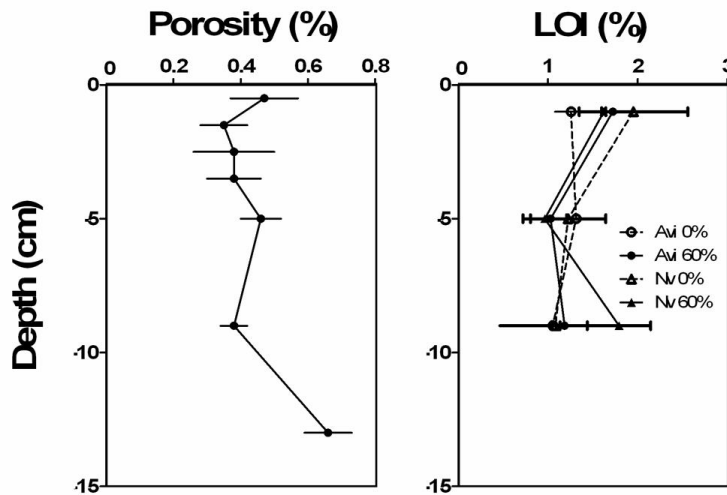 Porosity (%)
LOI (%)
0 0.2 0.4 0.6 0.8
0 1 2 3
0
-5
-10
-15
Depth (cm)
0
-5
-10
-15
Avi 0%
Avi 60%
Nv 0%
Nv 60%